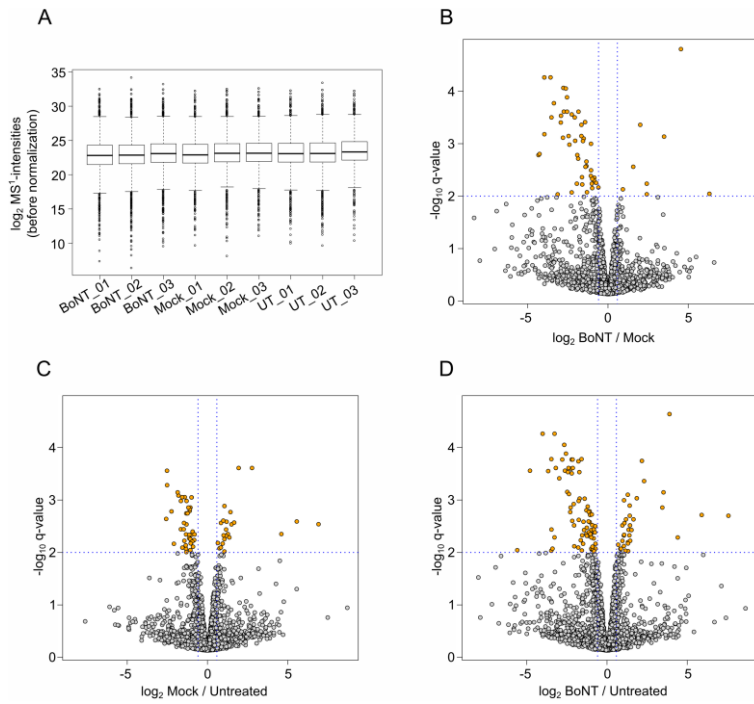 A
log₂ MS¹-intensities
(before normalization)
35
30
25
20
15
10
BoNT_01
BoNT_02
BoNT_03
Mock_01
Mock_02
Mock_03
UT_01
UT_02
UT_03
B
-log₁₀ q-value
4
3
2
1
0
-5
0
5
log₂ BoNT / Mock
C
-log₁₀ q-value
4
3
2
1
0
-5
0
5
log₂ Mock / Untreated
D
-log₁₀ q-value
4
3
2
1
0
-5
0
5
log₂ BoNT / Untreated